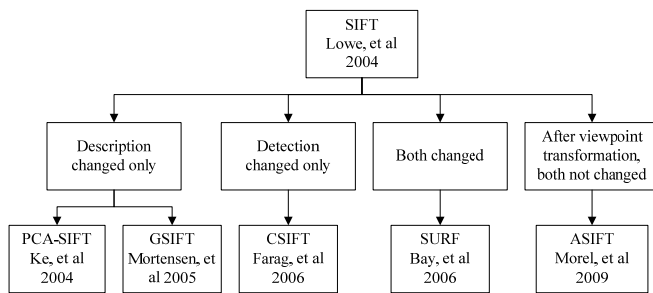 SIFT
Lowe, et al
2004
Description
changed only
Detection
changed only
Both changed
After viewpoint
transformation,
both not changed
PCA-SIFT
Ke, et al
2004
GSIFT
Mortensen, et
al 2005
CSIFT
Farag, et al
2006
SURF
Bay, et al
2006
ASIFT
Morel, et al
2009